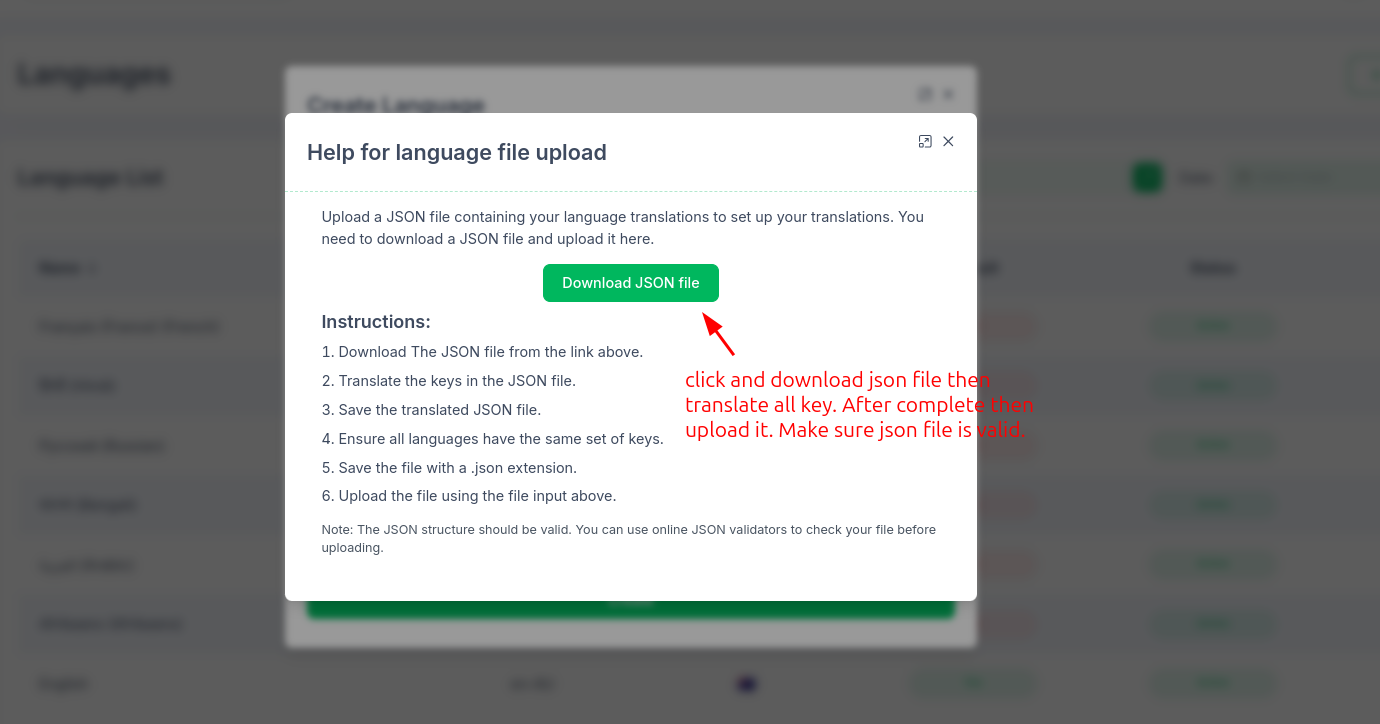 Languages
Create Language
Help for language file upload
Language List
Upload a JSON file containing your language translations to set up your translations. You
need to download a JSON file and upload it here.
Name
Status
Download JSON file
Instructions:
1. Download The JSON file from the link above.
2. Translate the keys in the JSON file.
3. Save the translated JSON file.
4. Ensure all languages have the same set of keys.
5. Save the file with a .json extension.
6. Upload the file using the file input above.
click and download json file then
translate all key. After complete then
upload it. Make sure json file is valid.
Note: The JSON structure should be valid. You can use online JSON validators to check your file before
uploading.
English